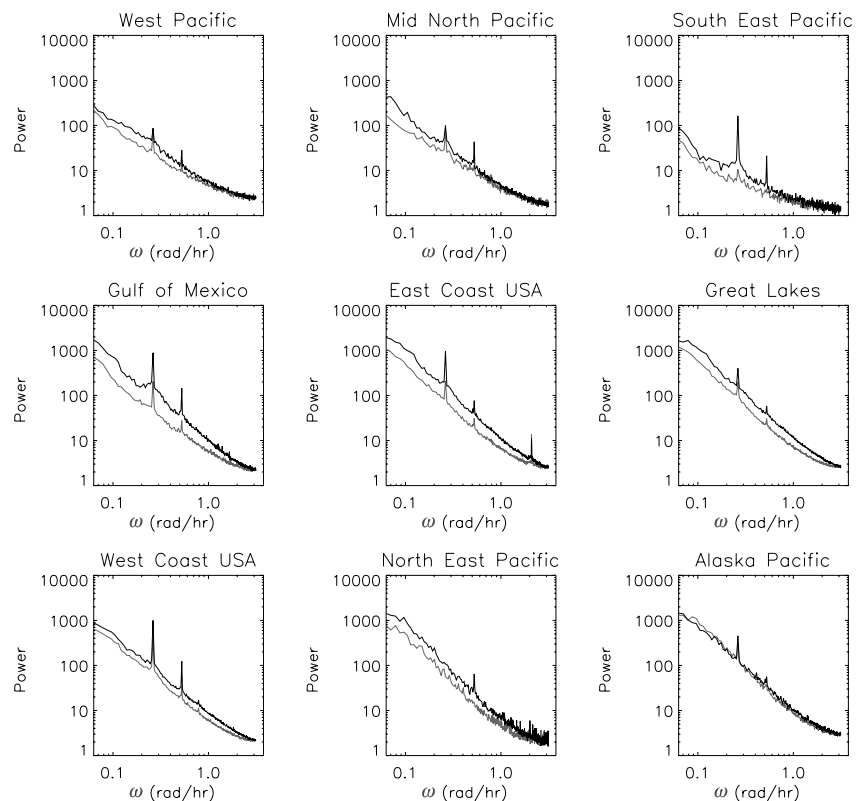 West Pacific
Mid North Pacific
South East Pacific
10000
1000
100
10
1
Power
0.1
1.0
ω (rad/hr)
10000
1000
100
10
1
Power
0.1
1.0
ω (rad/hr)
10000
1000
100
10
1
Power
0.1
1.0
ω (rad/hr)
Gulf of Mexico
East Coast USA
Great Lakes
10000
1000
100
10
1
Power
0.1
1.0
ω (rad/hr)
10000
1000
100
10
1
Power
0.1
1.0
ω (rad/hr)
10000
1000
100
10
1
Power
0.1
1.0
ω (rad/hr)
West Coast USA
North East Pacific
Alaska Pacific
10000
1000
100
10
1
Power
0.1
1.0
ω (rad/hr)
10000
1000
100
10
1
Power
0.1
1.0
ω (rad/hr)
10000
1000
100
10
1
Power
0.1
1.0
ω (rad/hr)